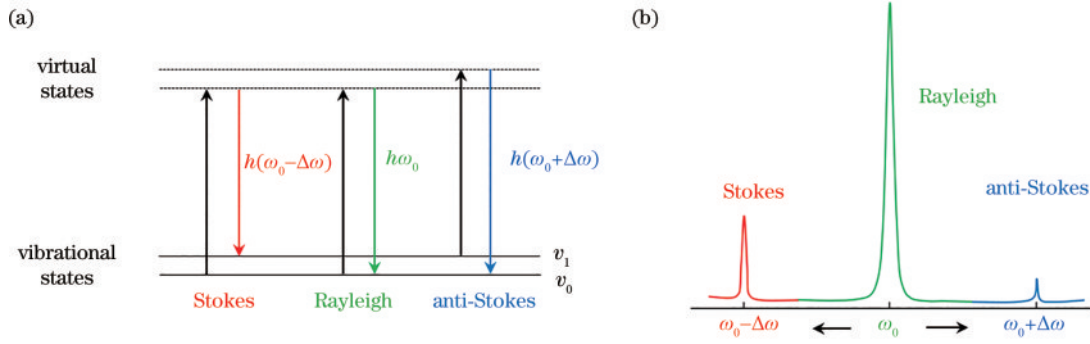 (a)
virtual
states
h(ω₀−Δω)
hω₀
h(ω₀+Δω)
vibrational
states
v₁
v₀
Stokes
Rayleigh
anti-Stokes
(b)
Rayleigh
Stokes
anti-Stokes
ω₀−Δω
ω₀
ω₀+Δω